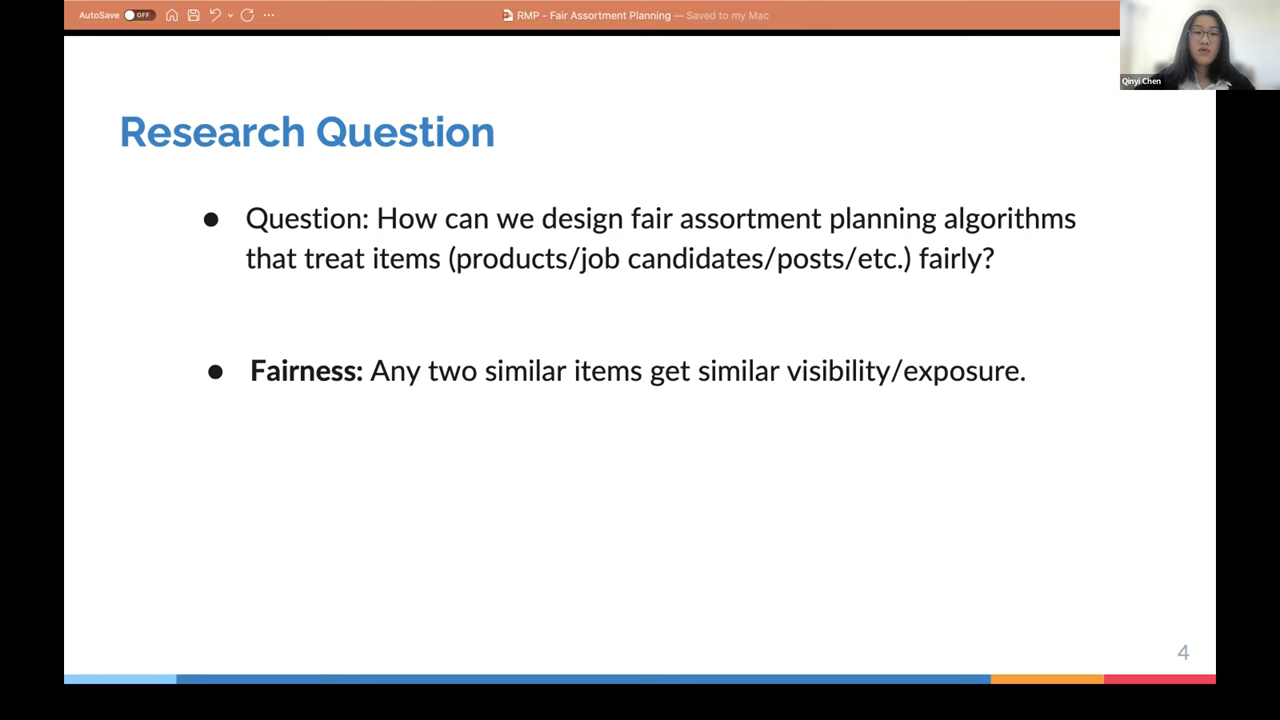 AutoSave OFF
RMP - Fair Assortment Planning — Saved to my Mac
Qinyi Chen
Research Question
● Question: How can we design fair assortment planning algorithms
that treat items (products/job candidates/posts/etc.) fairly?
● Fairness: Any two similar items get similar visibility/exposure.
4